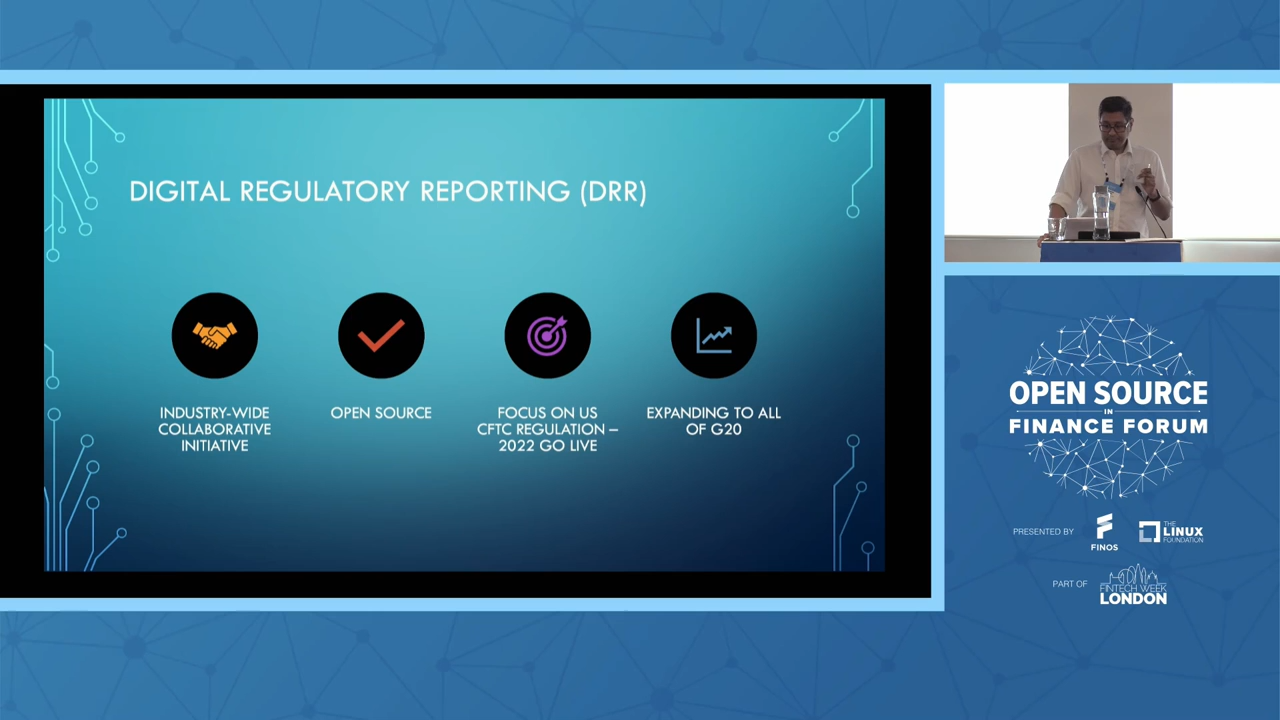 DIGITAL REGULATORY REPORTING (DRR)
INDUSTRY-WIDE
COLLABORATIVE
INITIATIVE
OPEN SOURCE
FOCUS ON US
CFTC REGULATION –
2022 GO LIVE
EXPANDING TO ALL
OF G20
OPEN SOURCE
IN
FINANCE FORUM
PRESENTED BY
FINOS
THE
LINUX
FOUNDATION
PART OF
FINTECH WEEK
LONDON